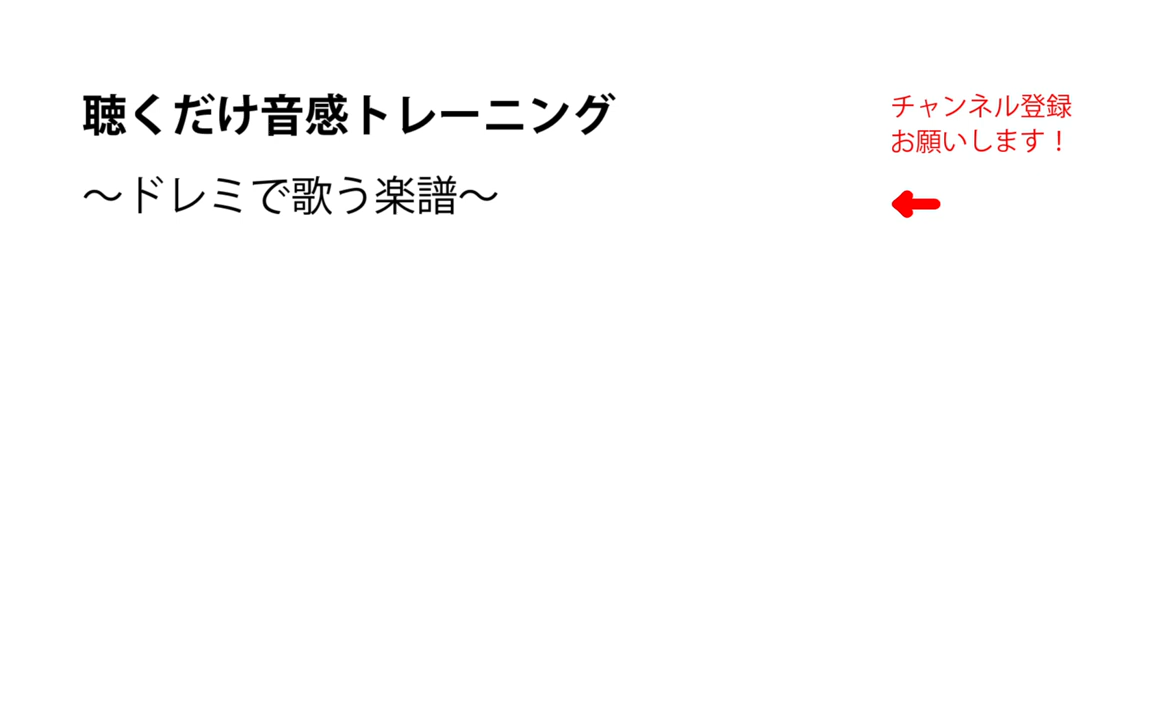 聴くだけ音感トレーニング
～ドレミで歌う楽譜～
チャンネル登録
お願いします！